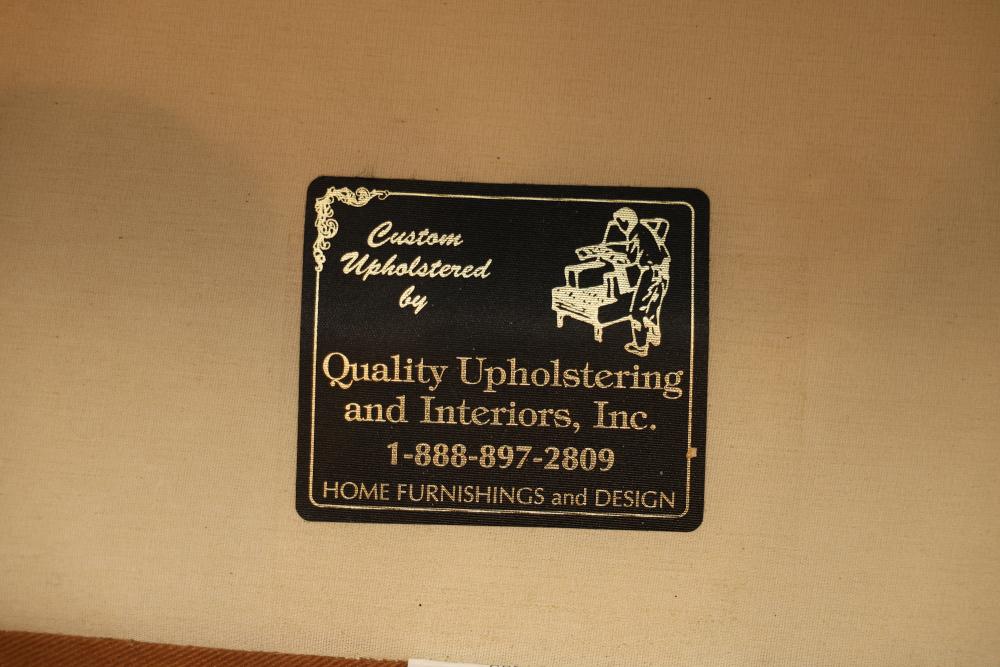 Custom
Upholstered
by
Quality Upholstering
and Interiors, Inc.
1-888-897-2809
HOME FURNISHINGS and DESIGN